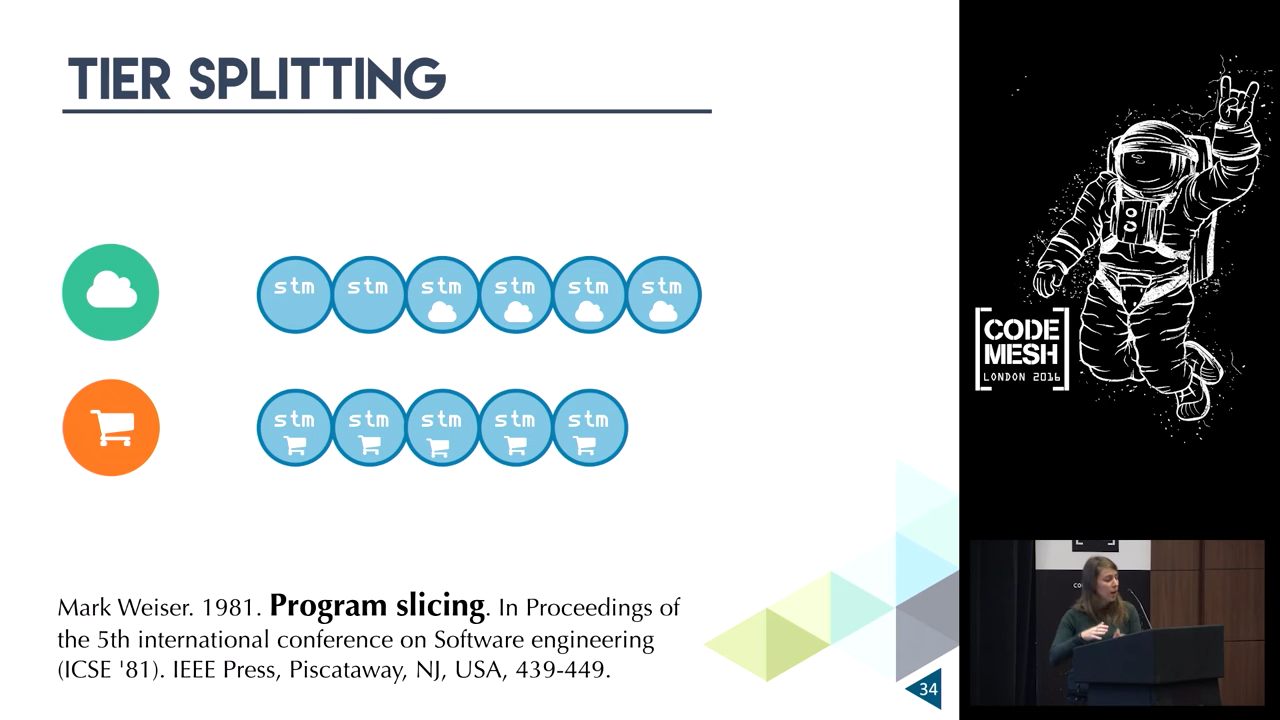 TIER SPLITTING
stm stm stm stm stm stm
stm stm stm stm stm
Mark Weiser. 1981. Program slicing. In Proceedings of
the 5th international conference on Software engineering
(ICSE '81). IEEE Press, Piscataway, NJ, USA, 439-449.
34
CODE
MESH
LONDON 2016